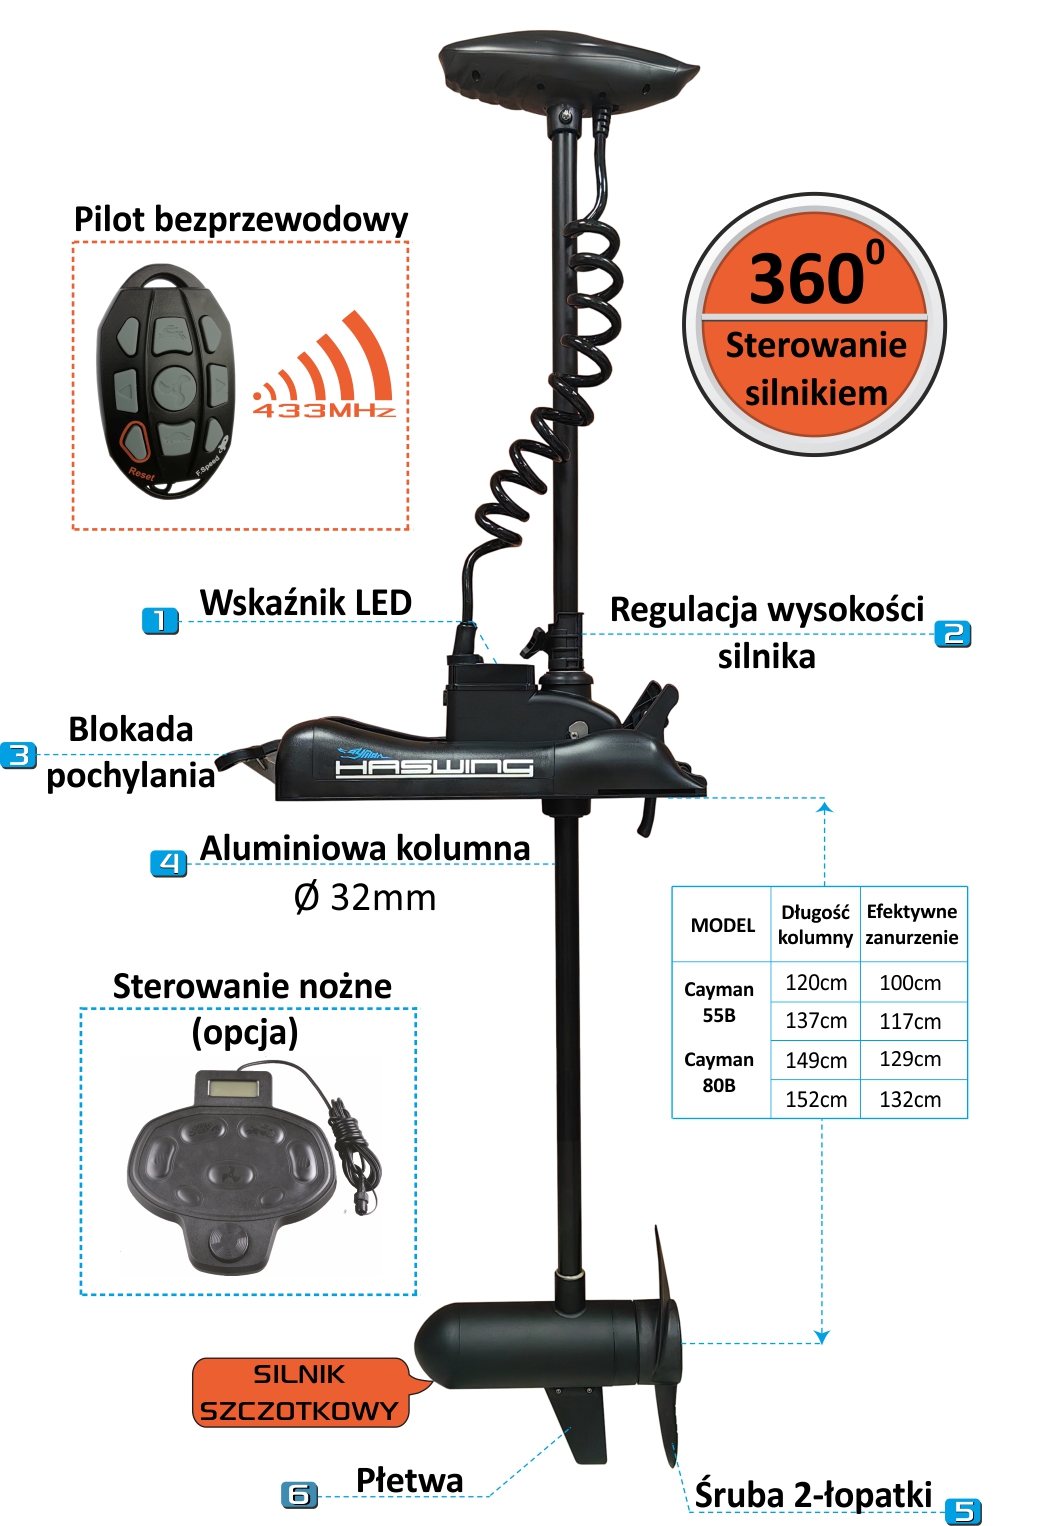 Pilot bezprzewodowy
Reset
F.Speed
433MHz
360⁰
Sterowanie
silnikiem
1
Wskaźnik LED
Regulacja wysokości
silnika
2
3
Blokada
pochylania
Cayman
HASWING
4
Aluminiowa kolumna
Ø 32mm
MODEL
Długość
kolumny
Efektywne
zanurzenie
Cayman
55B
120cm 100cm
137cm 117cm
Cayman
80B
149cm 129cm
152cm 132cm
Sterowanie nożne
(opcja)
SILNIK
SZCZOTKOWY
6
Płetwa
Śruba 2-łopatki
5